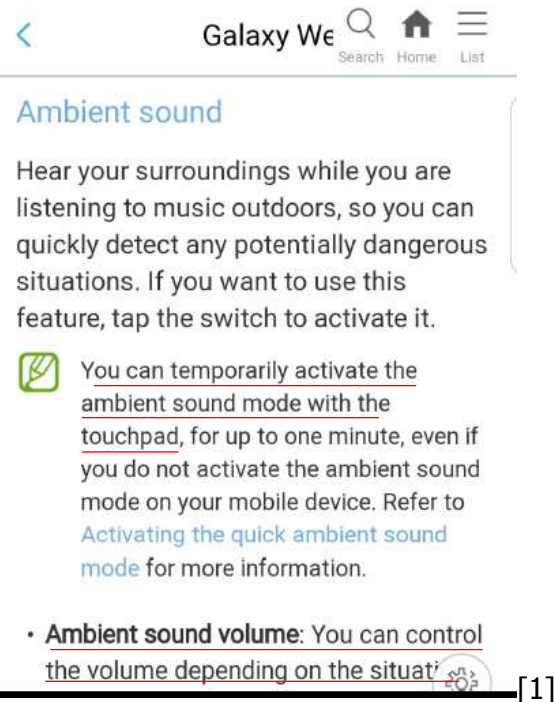 Galaxy We
Search Home List
Ambient sound
Hear your surroundings while you are
listening to music outdoors, so you can
quickly detect any potentially dangerous
situations. If you want to use this
feature, tap the switch to activate it.
You can temporarily activate the
ambient sound mode with the
touchpad, for up to one minute, even if
you do not activate the ambient sound
mode on your mobile device. Refer to
Activating the quick ambient sound
mode for more information.
• Ambient sound volume: You can control
the volume depending on the situati
[1]